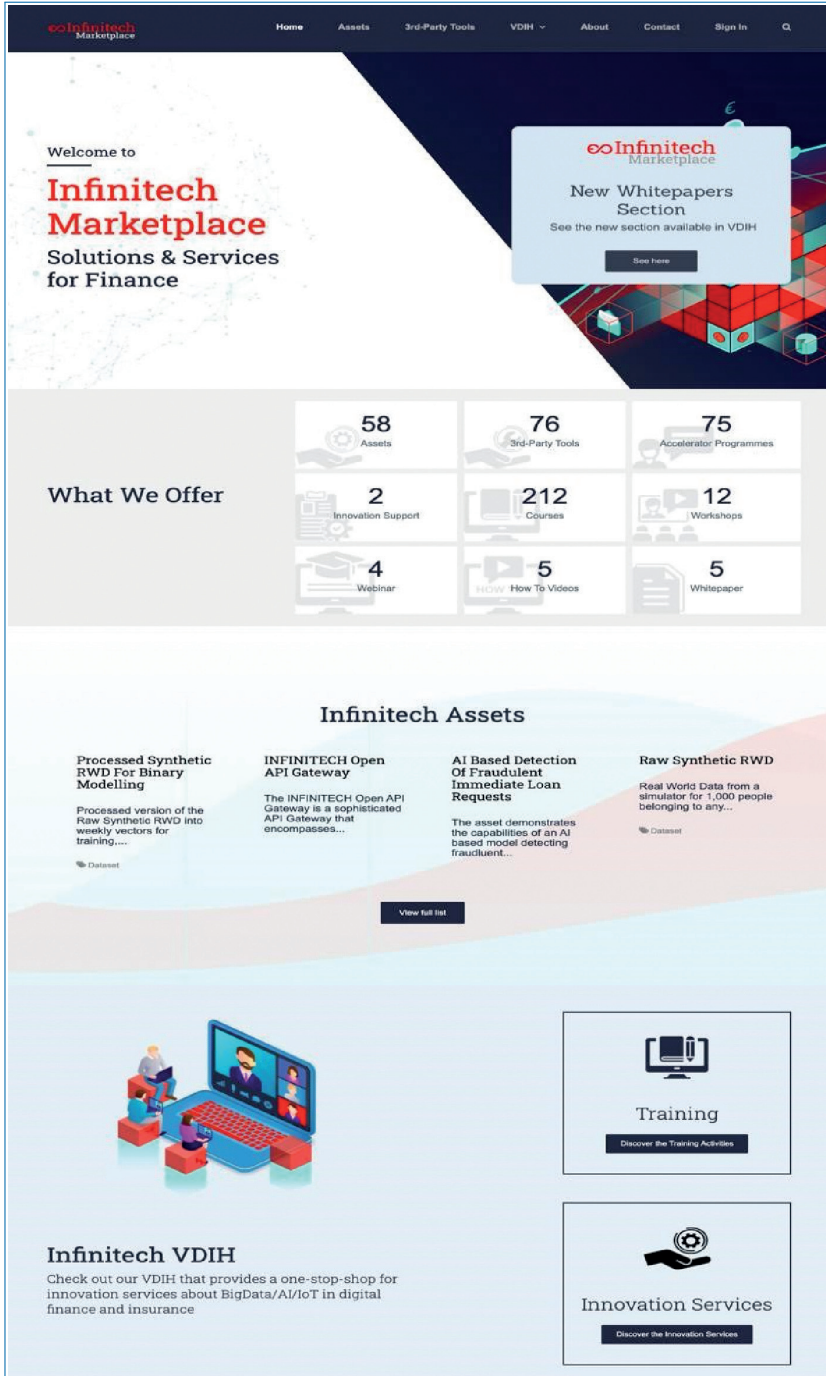 Infinitech
Marketplace
Home Assets 3rd-Party Tools VDIH About Contact Sign In
Welcome to
Infinitech
Marketplace
Solutions & Services
for Finance
Infinitech
Marketplace
New Whitepapers
Section
See the new section available in VDIH
See here
What We Offer
58
Assets
76
3rd-Party Tools
75
Accelerator Programmes
2
Innovation Support
212
Courses
12
Workshops
4
Webinar
HOW
5
How To Videos
5
Whitepaper
Infinitech Assets
Processed Synthetic
RWD For Binary
Modelling
Processed version of the
Raw Synthetic RWD into
weekly vectors for
training,...
Dataset
INFINITECH Open
API Gateway
The INFINITECH Open API
Gateway is a sophisticated
API Gateway that
encompasses...
AI Based Detection
Of Fraudulent
Immediate Loan
Requests
The asset demonstrates
the capabilities of an AI
based model detecting
fraudluent...
Raw Synthetic RWD
Real World Data from a
simulator for 1,000 people
belonging to any...
Dataset
View full list
Infinitech VDIH
Check out our VDIH that provides a one-stop-shop for
innovation services about BigData/AI/IoT in digital
finance and insurance
Training
Discover the Training Activities
Innovation Services
Discover the Innovation Services